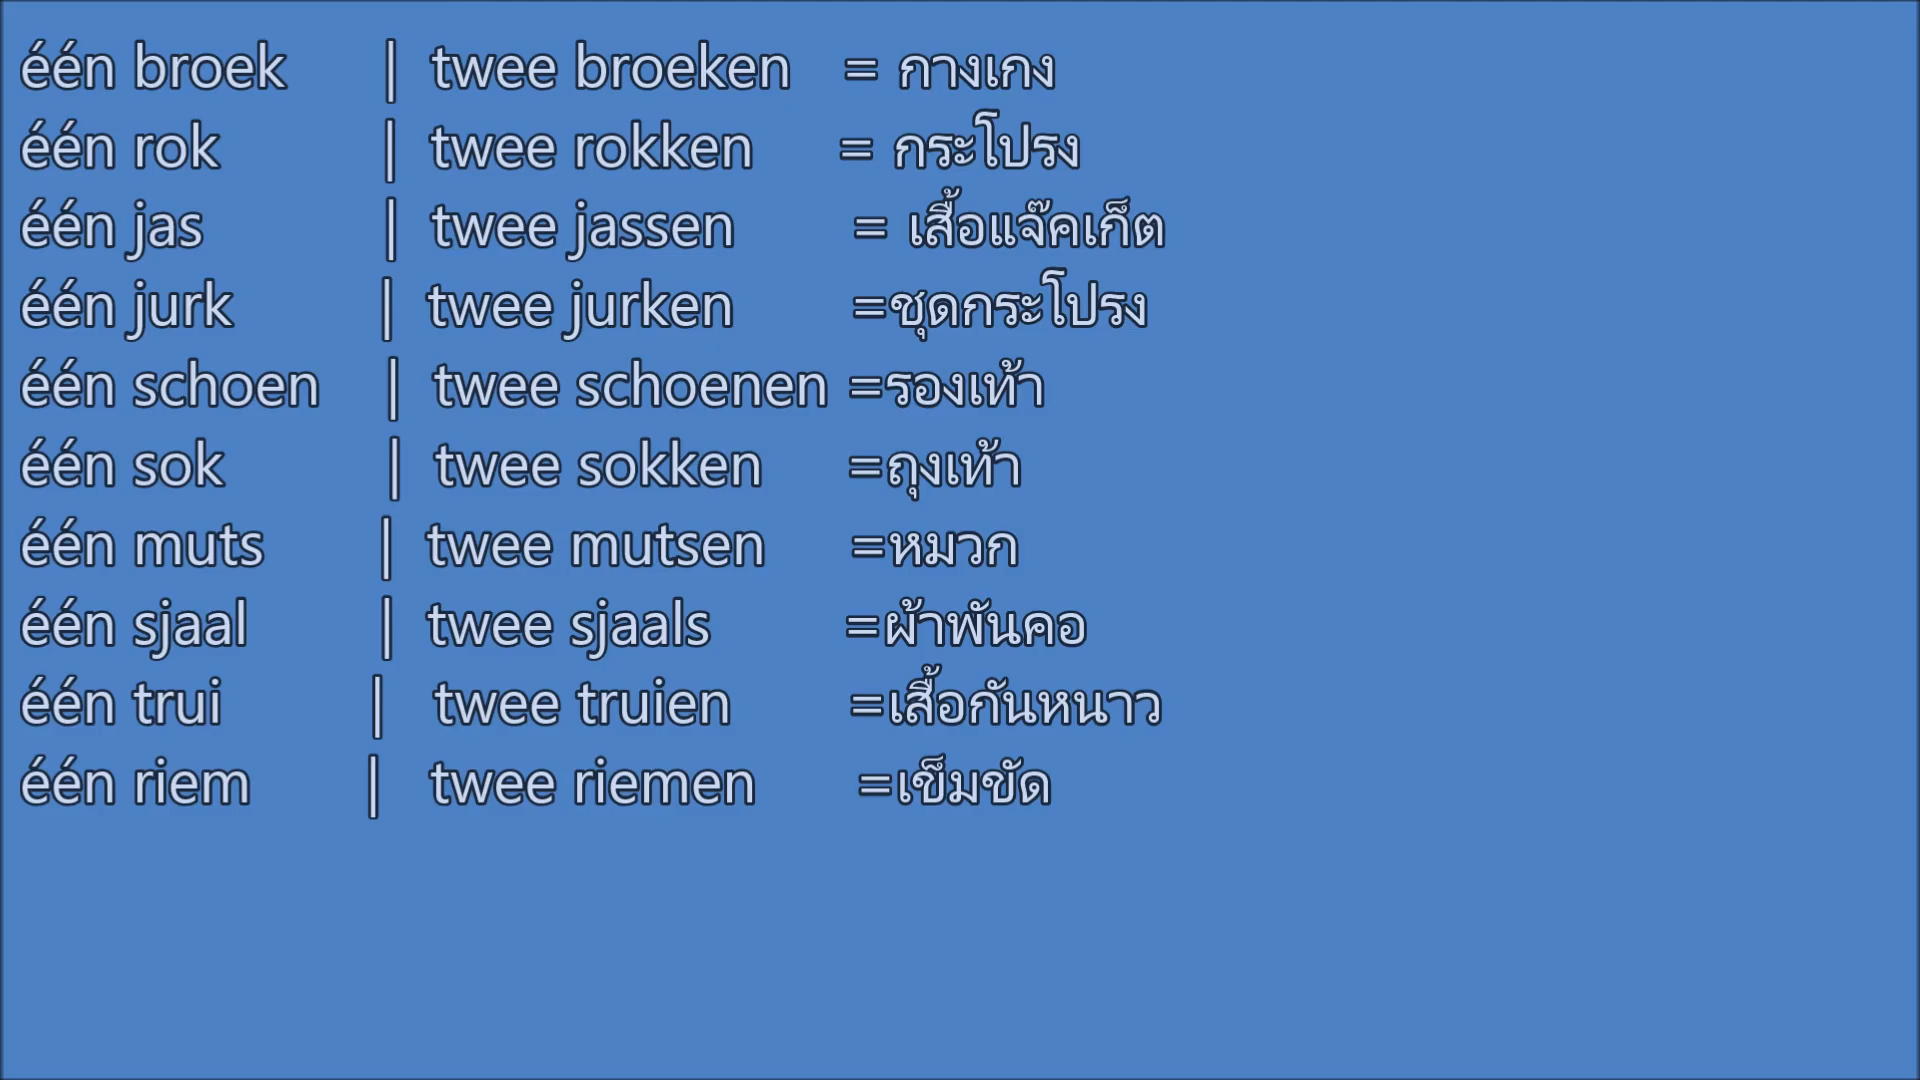 één broek | twee broeken = กางเกง
één rok | twee rokken = กระโปรง
één jas | twee jassen = เสื้อแจ๊คเก็ต
één jurk | twee jurken =ชุดกระโปรง
één schoen | twee schoenen =รองเท้า
één sok | twee sokken =ถุงเท้า
één muts | twee mutsen =หมวก
één sjaal | twee sjaals =ผ้าพันคอ
één trui | twee truien =เสื้อกันหนาว
één riem | twee riemen =เข็มขัด